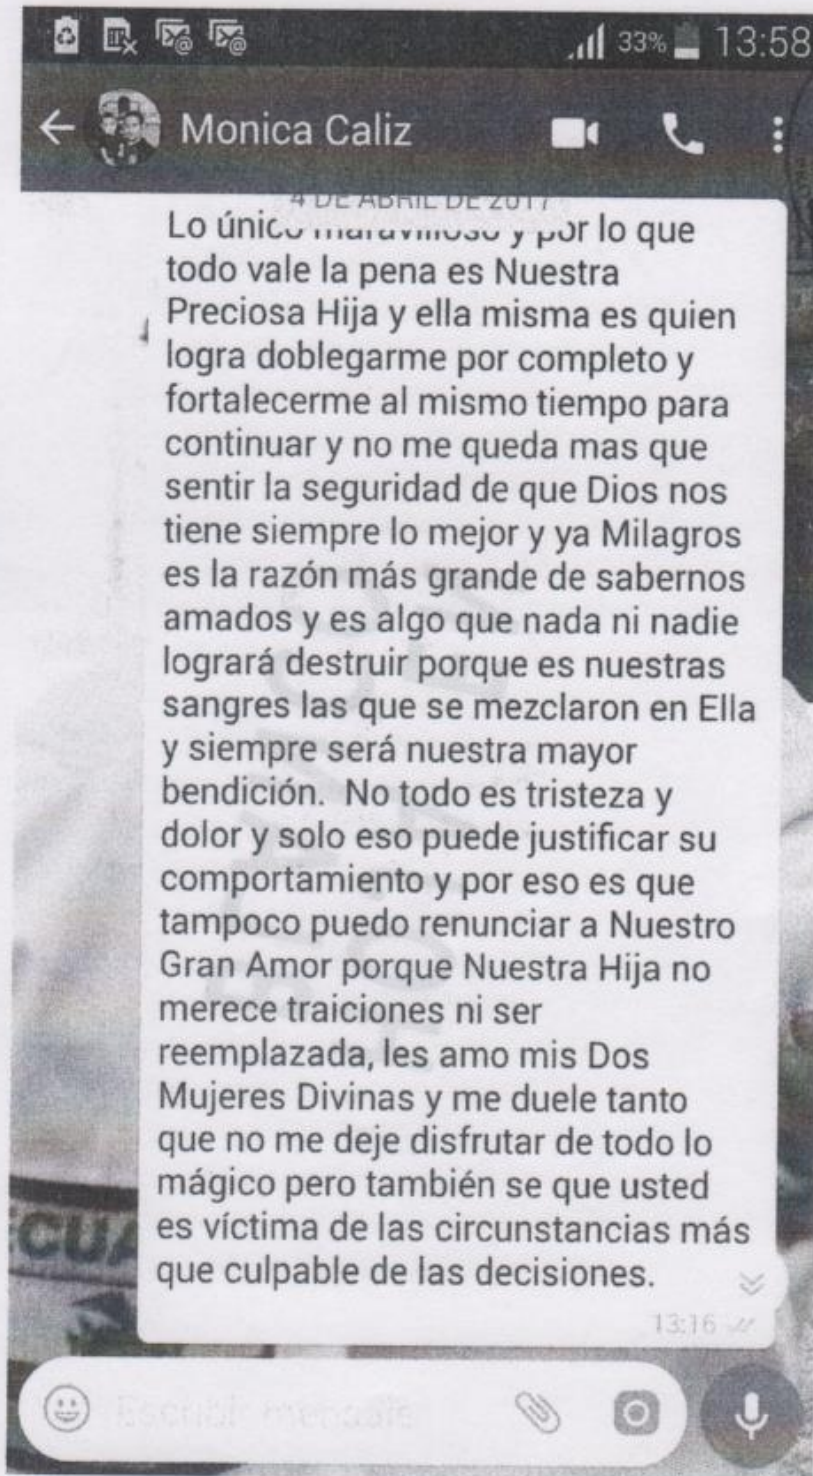 33% 13:58
Monica Caliz
4 DE ABRIL DE 2017
Lo único maravilloso y por lo que
todo vale la pena es Nuestra
Preciosa Hija y ella misma es quien
logra doblegarme por completo y
fortalecerme al mismo tiempo para
continuar y no me queda mas que
sentir la seguridad de que Dios nos
tiene siempre lo mejor y ya Milagros
es la razón más grande de sabernos
amados y es algo que nada ni nadie
logrará destruir porque es nuestras
sangres las que se mezclaron en Ella
y siempre será nuestra mayor
bendición. No todo es tristeza y
dolor y solo eso puede justificar su
comportamiento y por eso es que
tampoco puedo renunciar a Nuestro
Gran Amor porque Nuestra Hija no
merece traiciones ni ser
reemplazada, les amo mis Dos
Mujeres Divinas y me duele tanto
que no me deje disfrutar de todo lo
mágico pero también se que usted
es víctima de las circunstancias más
que culpable de las decisiones.
13:16
ECUA
Escribir mensaje